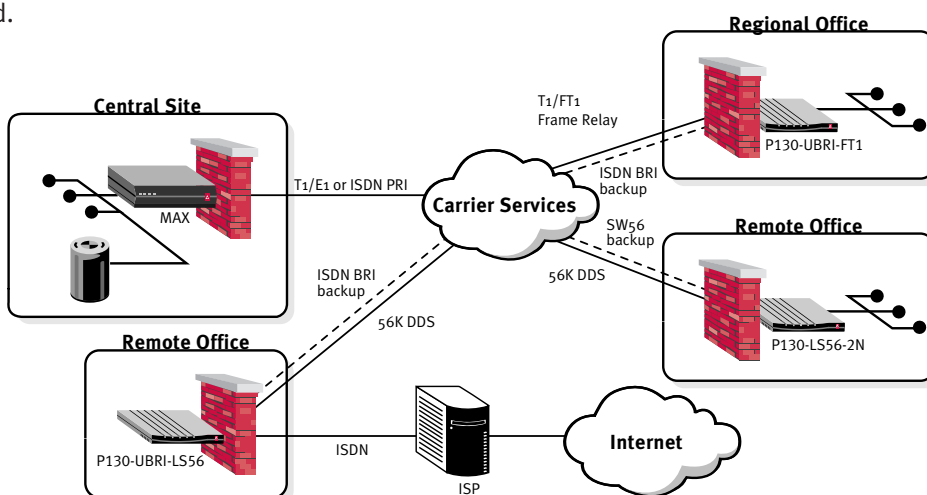 d.
Regional Office
T1/FT1
Frame Relay
P130-UBRI-FT1
ISDN BRI
backup
Central Site
MAX
T1/E1 or ISDN PRI
Carrier Services
SW56
backup
56K DDS
Remote Office
P130-LS56-2N
ISDN BRI
backup
56K DDS
Remote Office
P130-UBRI-LS56
ISDN
ISP
Internet